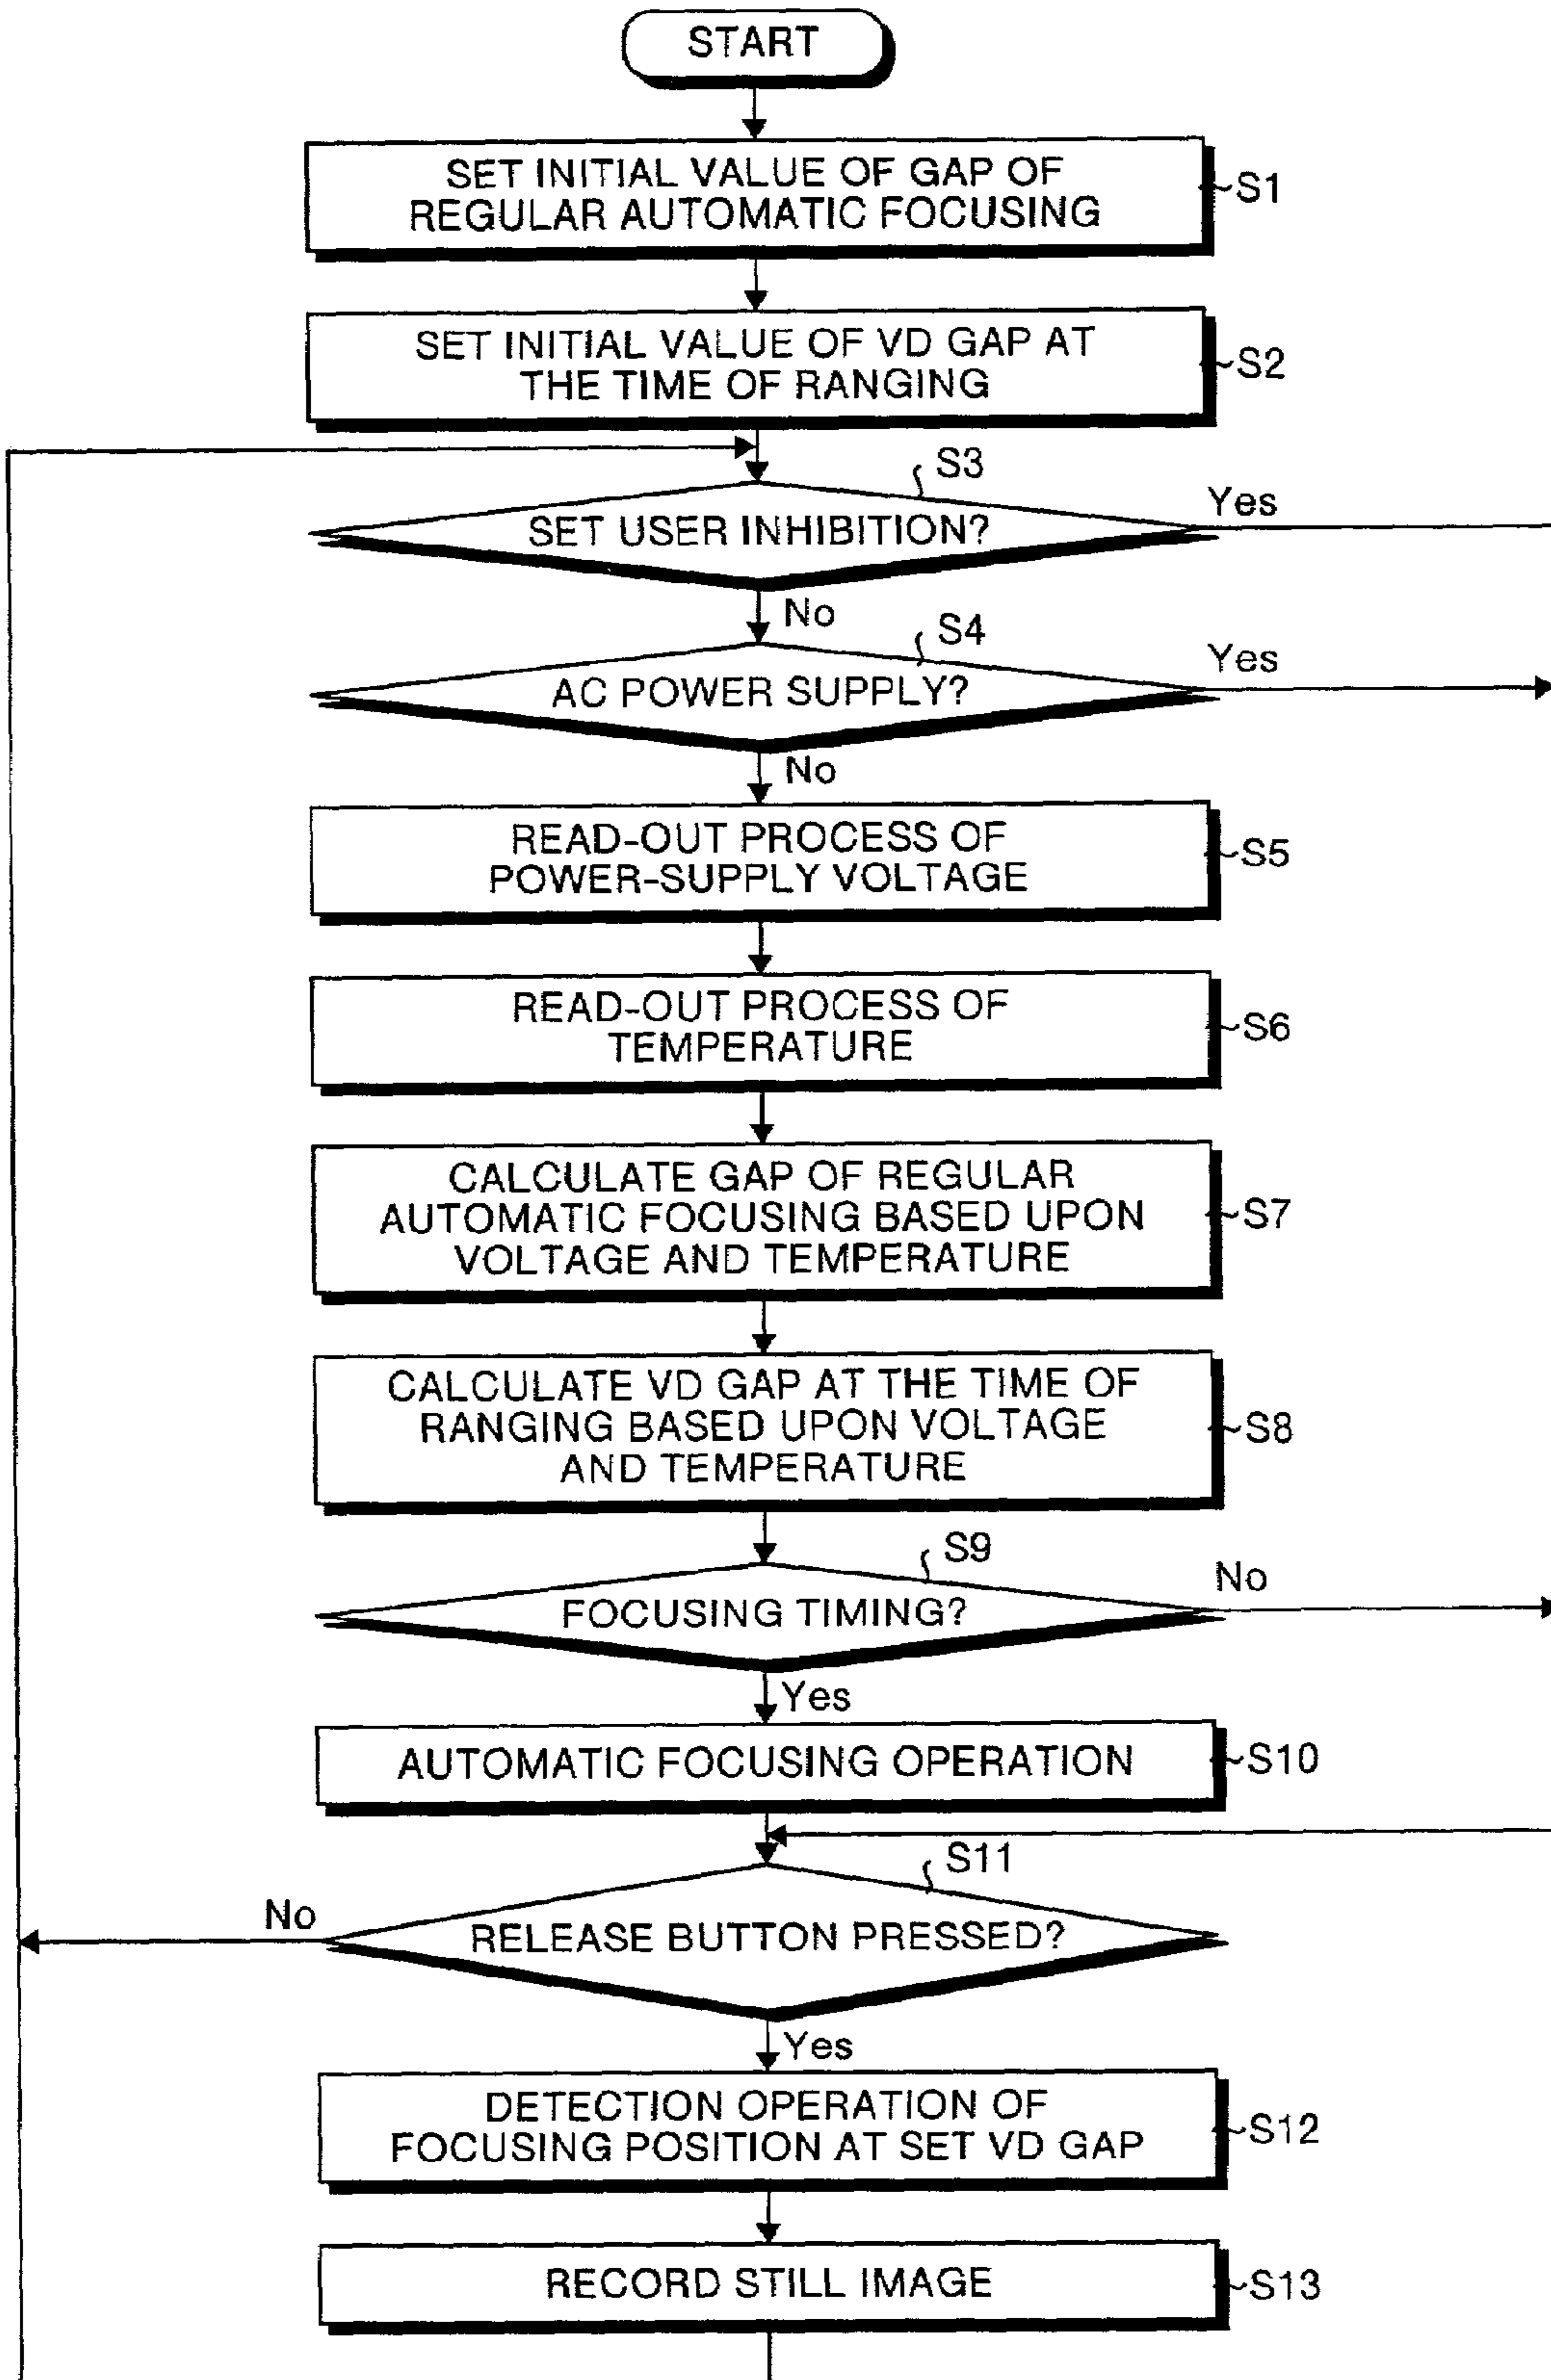 START
SET INITIAL VALUE OF GAP OF
REGULAR AUTOMATIC FOCUSING
S1
SET INITIAL VALUE OF VD GAP AT
THE TIME OF RANGING
S2
S3
SET USER INHIBITION?
Yes
No
S4
AC POWER SUPPLY?
Yes
No
READ-OUT PROCESS OF
POWER-SUPPLY VOLTAGE
S5
READ-OUT PROCESS OF
TEMPERATURE
S6
CALCULATE GAP OF REGULAR
AUTOMATIC FOCUSING BASED UPON
VOLTAGE AND TEMPERATURE
S7
CALCULATE VD GAP AT THE TIME OF
RANGING BASED UPON VOLTAGE
AND TEMPERATURE
S8
S9
FOCUSING TIMING?
No
Yes
AUTOMATIC FOCUSING OPERATION
S10
S11
RELEASE BUTTON PRESSED?
No
Yes
DETECTION OPERATION OF
FOCUSING POSITION AT SET VD GAP
S12
RECORD STILL IMAGE
S13